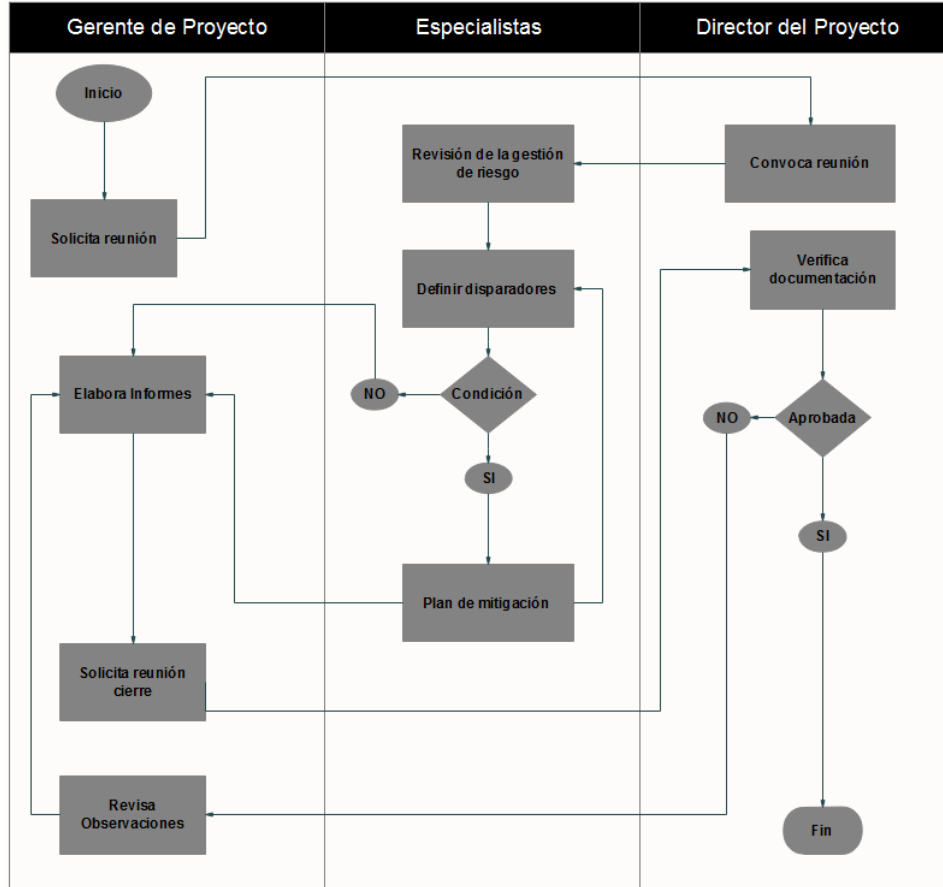 Gerente de Proyecto
Especialistas
Director del Proyecto
Inicio
Revisión de la gestión
de riesgo
Convoca reunión
Solicita reunión
Verifica
documentación
Definir disparadores
Elabora Informes
NO
Condición
NO
Aprobada
SI
SI
Plan de mitigación
Solicita reunión
cierre
Revisa
Observaciones
Fin